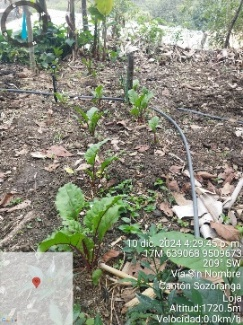 10 dic. 2024 4:29:45 p. m.
17M 639068 9509673
209° SW
Vía Sin Nombre
Cantón Sozoranga
Loja
Altitud:1720.5m
Velocidad:0.0km/h